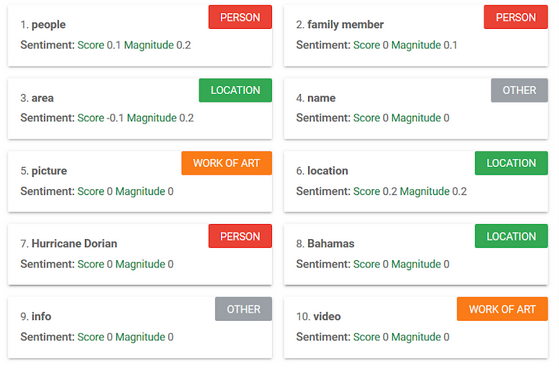 PERSON
1. people
Sentiment: Score 0.1 Magnitude 0.2
PERSON
2. family member
Sentiment: Score 0 Magnitude 0.1
LOCATION
3. area
Sentiment: Score -0.1 Magnitude 0.2
OTHER
4. name
Sentiment: Score 0 Magnitude 0
WORK OF ART
5. picture
Sentiment: Score 0 Magnitude 0
LOCATION
6. location
Sentiment: Score 0.2 Magnitude 0.2
PERSON
7. Hurricane Dorian
Sentiment: Score 0 Magnitude 0
LOCATION
8. Bahamas
Sentiment: Score 0 Magnitude 0
OTHER
9. info
Sentiment: Score 0 Magnitude 0
WORK OF ART
10. video
Sentiment: Score 0 Magnitude 0